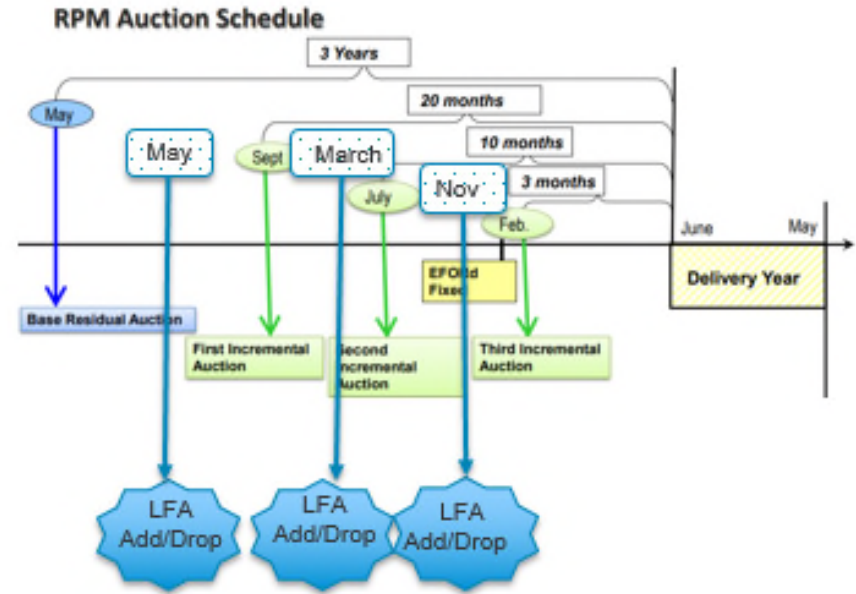 RPM Auction Schedule
3 Years
May
20 months
May
Sept
March
10 months
July
Nov
3 months
Feb.
June
May
EFORd
Fixed
Delivery Year
Base Residual Auction
First Incremental
Auction
Second
Incremental
Auction
Third Incremental
Auction
LFA
Add/Drop
LFA
Add/Drop
LFA
Add/Drop